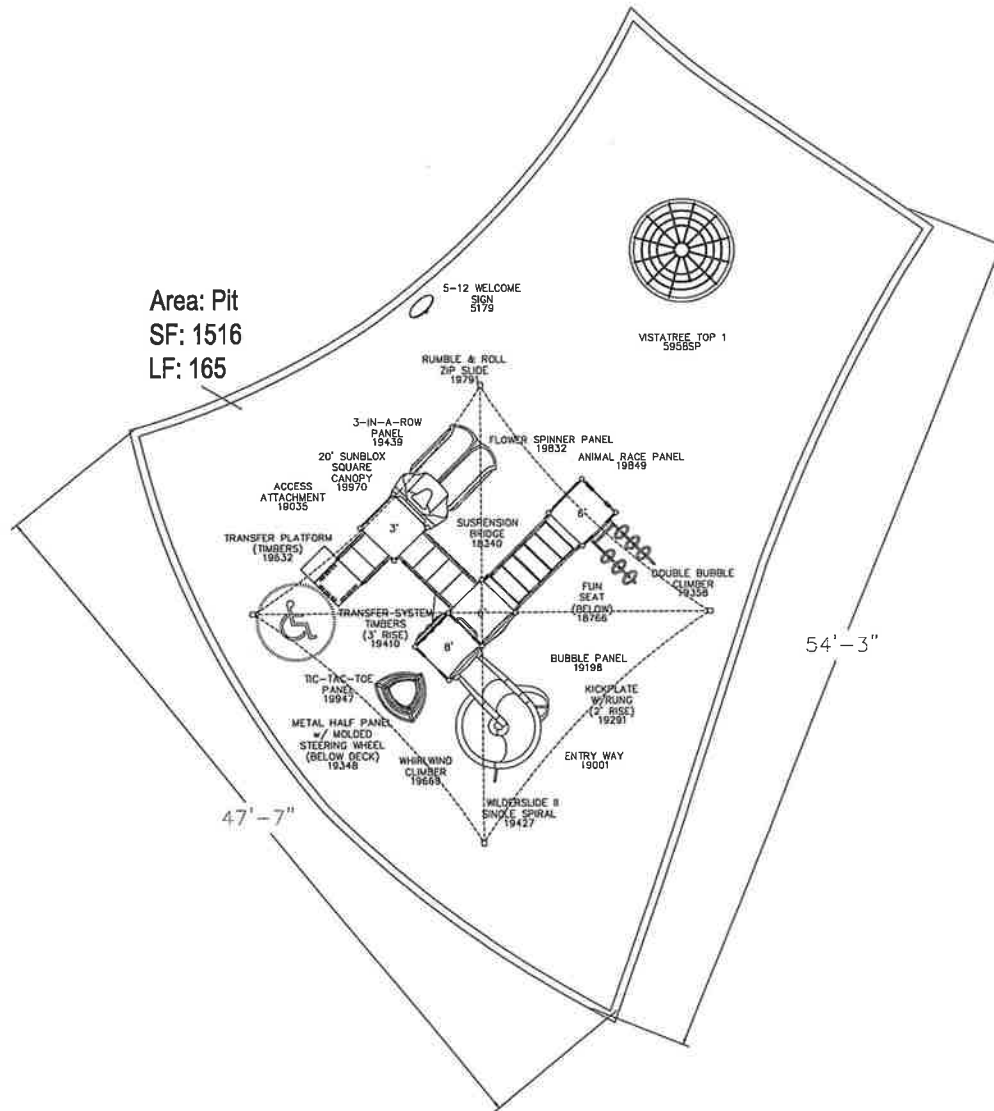 Area: Pit
SF: 1516
LF: 165
5-12 WELCOME
SIGN
5179
VISTATREE TOP 1
595BSP
RUMBLE & ROLL
ZIP SLIDE
19791
3-IN-A-ROW
PANEL
19439
FLOWER SPINNER PANEL
19832
ANIMAL RACE PANEL
19849
20' SUNBLOX
SQUARE
CANOPY
19970
ACCESS
ATTACHMENT
19035
3'
6'
SUSPENSION
BRIDGE
18340
TRANSFER PLATFORM
(TIMBERS)
19632
DOUBLE BUBBLE
CLIMBER
19358
FUN
SEAT
(BELOW)
18766
TRANSFER-SYSTEM
TIMBERS
(3' RISE)
19410
8'
54'-3"
BUBBLE PANEL
19198
TIC-TAC-TOE
PANEL
19947
KICKPLATE
W/RUNG
(2' RISE)
19291
METAL HALF PANEL
w/ MOLDED
STEERING WHEEL
(BELOW DECK)
19348
WHIRLWIND
CLIMBER
19669
ENTRY WAY
19001
WILDERSLIDE II
SINGLE SPIRAL
19427
47'-7"